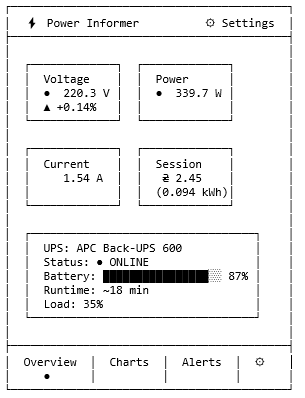 Power Informer ⚙ Settings
Voltage
● 220.3 V
▲ +0.14%
Power
● 339.7 W
Current
1.54 A
Session
₴ 2.45
(0.094 kWh)
UPS: APC Back-UPS 600
Status: ● ONLINE
Battery: ████████████████░░ 87%
Runtime: ~18 min
Load: 35%
Overview │ Charts │ Alerts │ ⚙
●